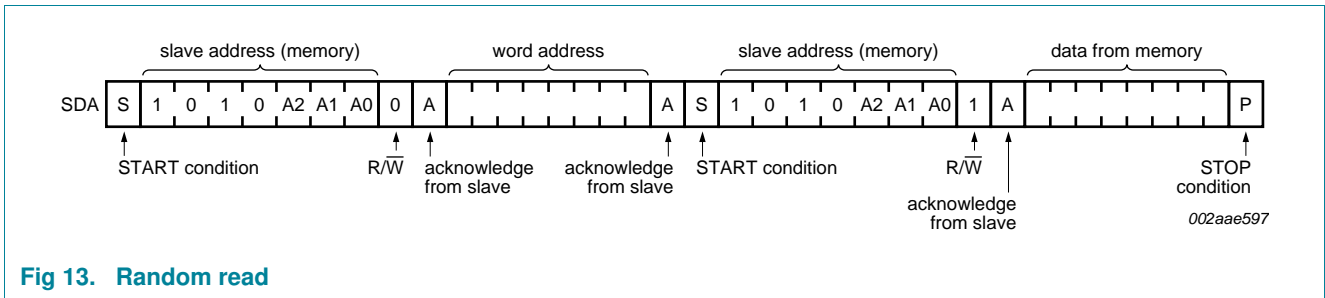 slave address (memory) word address slave address (memory) data from memory
SDA S 1 0 1 0 A2 A1 A0 0 A A S 1 0 1 0 A2 A1 A0 1 A P
START condition R/W̅ acknowledge from slave acknowledge from slave START condition R/W̅ acknowledge from slave STOP condition
002aae597
Fig 13. Random read